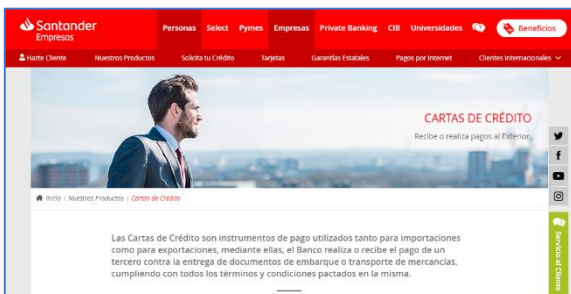 Santander
Empresas
Personas Select Pymes Empresas Private Banking CIB Universidades Beneficios
Hazte Cliente Nuestros Productos Solicita tu Crédito Tarjetas Garantías Estatales Pagos por Internet Clientes Internacionales
CARTAS DE CRÉDITO
Recibe o realiza pagos al Exterior.
Inicio / Nuestros Productos / Cartas de Crédito
Servicio al Cliente
Las Cartas de Crédito son instrumentos de pago utilizados tanto para importaciones
como para exportaciones, mediante ellas, el Banco realiza o recibe el pago de un
tercero contra la entrega de documentos de embarque o transporte de mercancías,
cumpliendo con todos los términos y condiciones pactados en la misma.